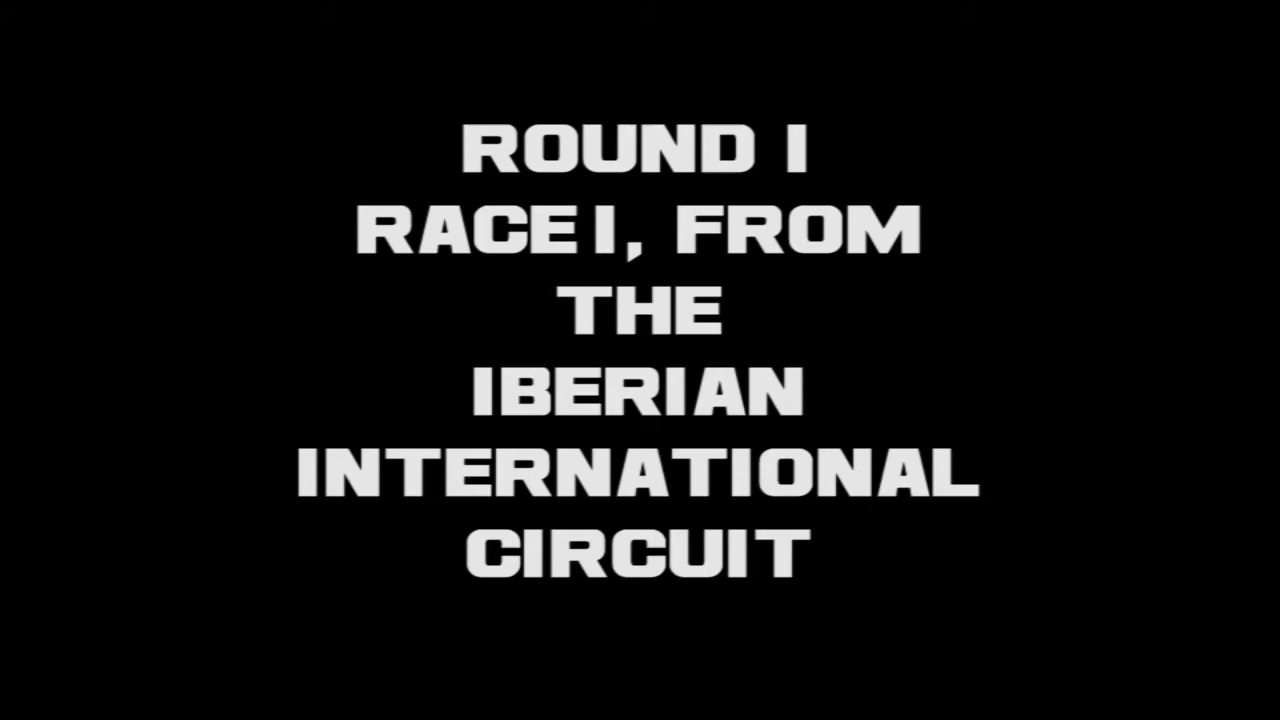 ROUND 1
RACE 1, FROM
THE
IBERIAN
INTERNATIONAL
CIRCUIT